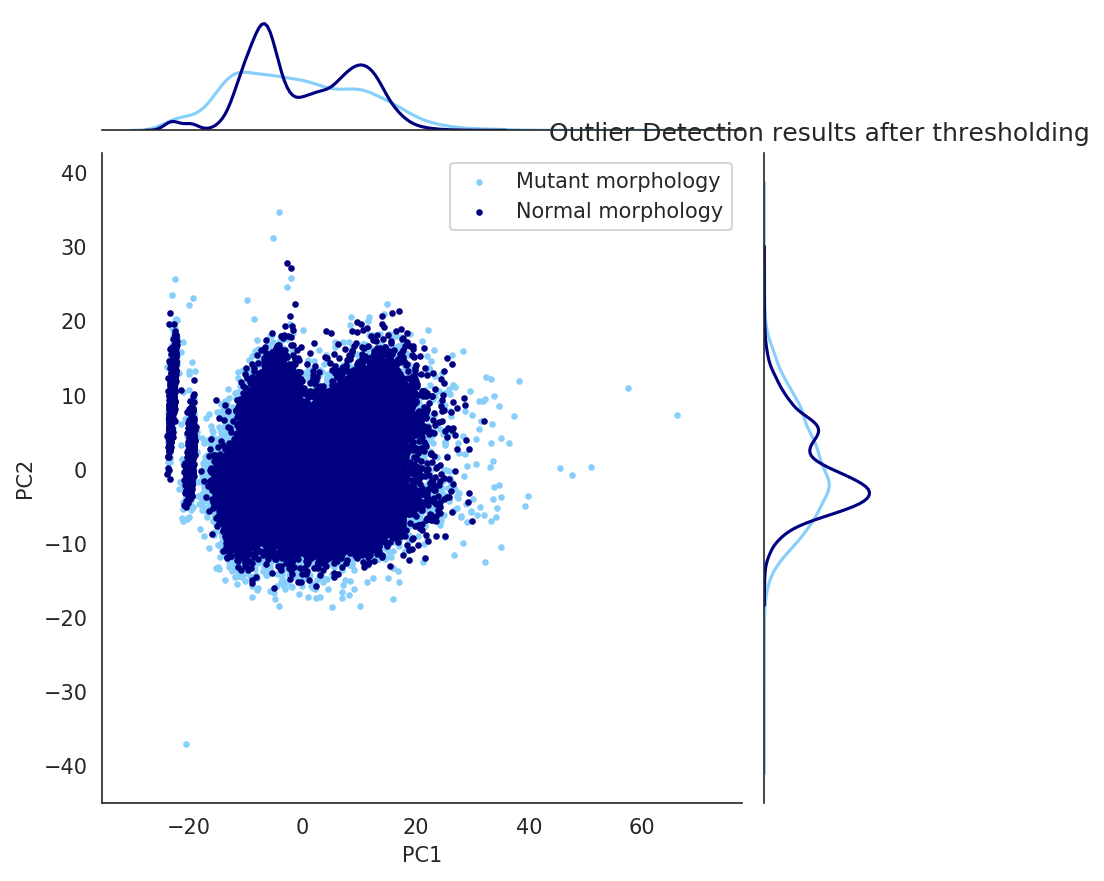 Outlier Detection results after thresholding
Mutant morphology
Normal morphology
40
30
20
10
0
−10
−20
−30
−40
PC2
−20
0
20
40
60
PC1